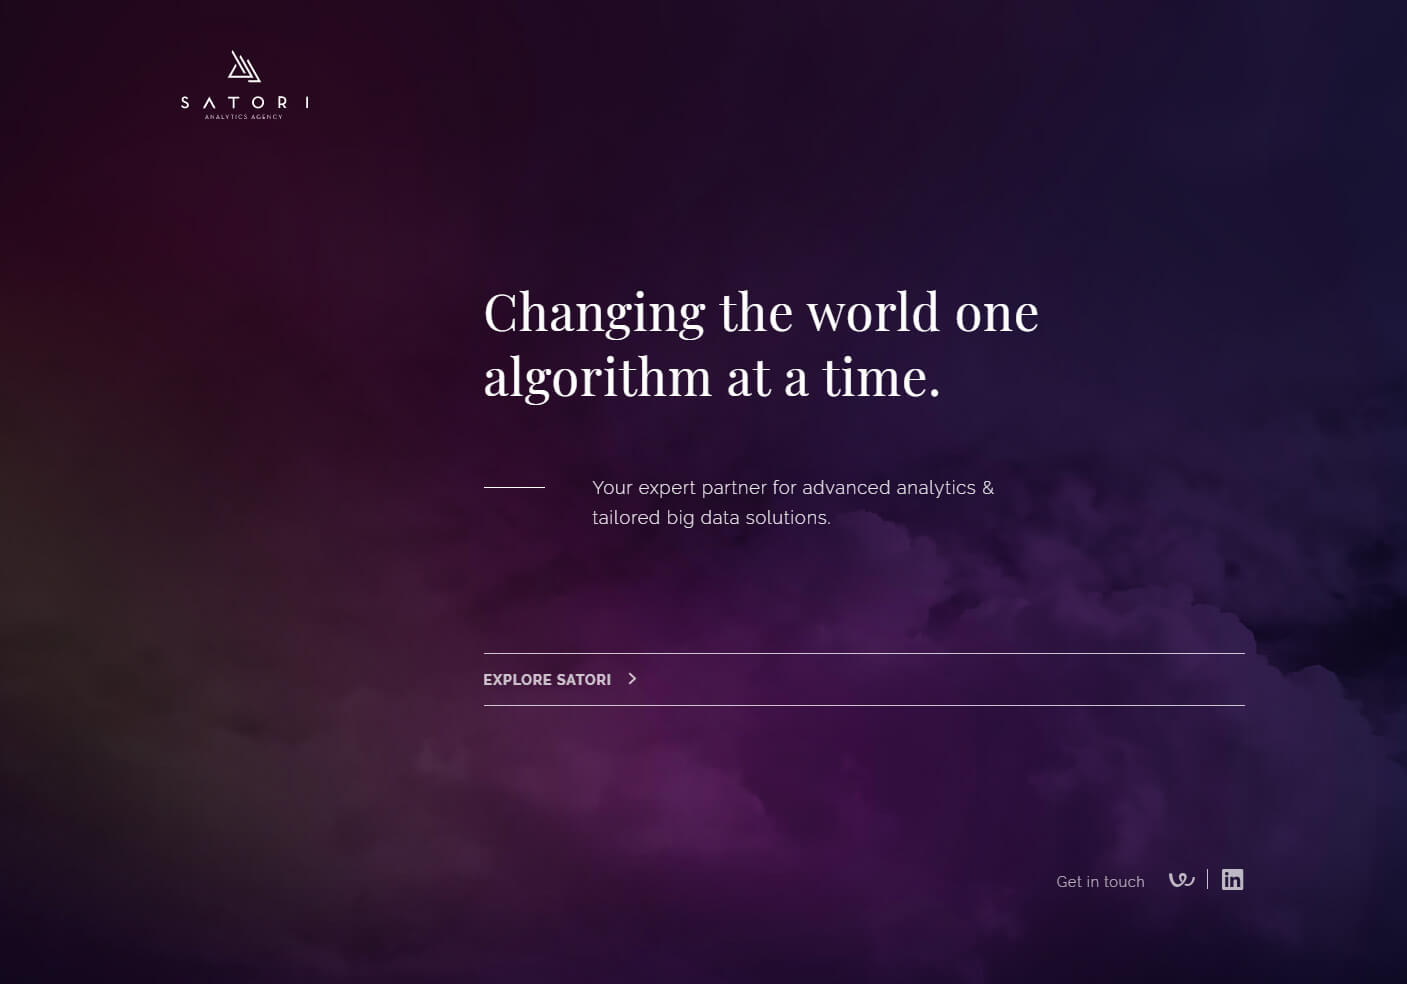 SATORI
ANALYTICS AGENCY
Changing the world one
algorithm at a time.
Your expert partner for advanced analytics &
tailored big data solutions.
EXPLORE SATORI
Get in touch
in